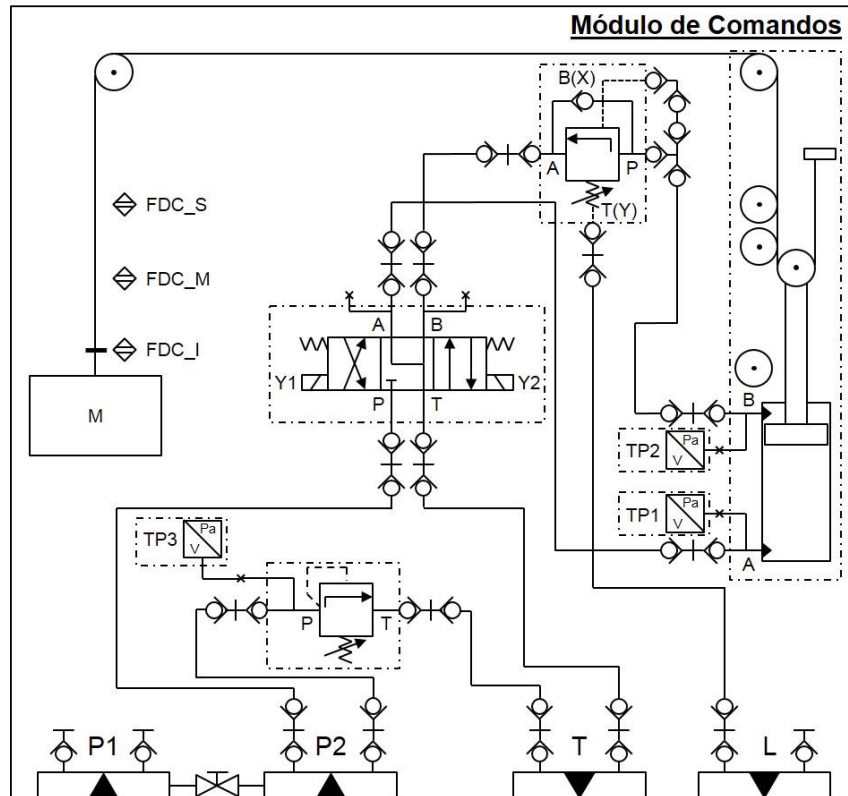 Módulo de Comandos
B(X)
A
P
T(Y)
FDC_S
FDC_M
FDC_I
M
A
B
Y1
Y2
P
T
B
TP2
Pa
V
TP1
Pa
V
A
TP3
Pa
V
P
T
P1
P2
T
L